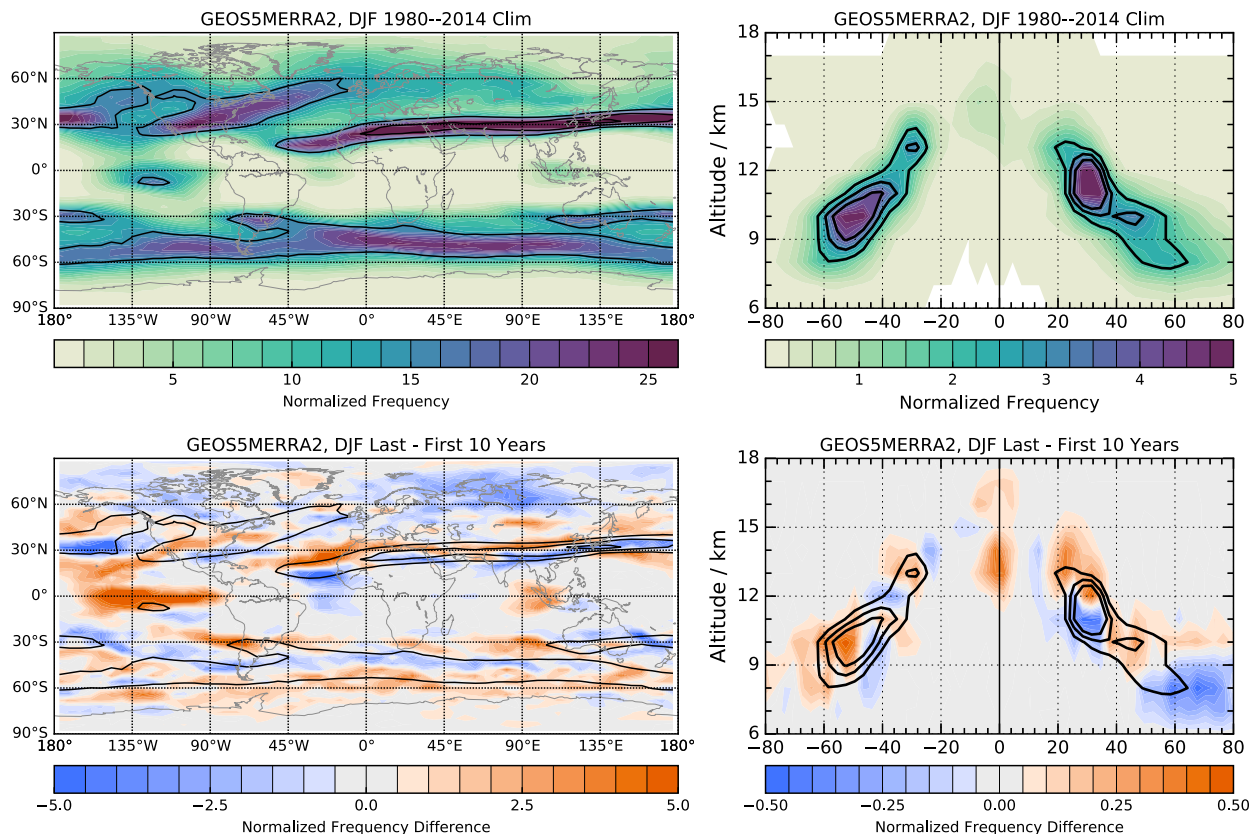 GEOS5MERRA2, DJF 1980--2014 Clim
60°N
30°N
0°
30°S
60°S
90°S
180° 135°W 90°W 45°W 0° 45°E 90°E 135°E 180°
5 10 15 20 25
Normalized Frequency
GEOS5MERRA2, DJF 1980--2014 Clim
Altitude / km
18
15
12
9
6
−80 −60 −40 −20 0 20 40 60 80
1 2 3 4 5
Normalized Frequency
GEOS5MERRA2, DJF Last - First 10 Years
60°N
30°N
0°
30°S
60°S
90°S
180° 135°W 90°W 45°W 0° 45°E 90°E 135°E 180°
−5.0 −2.5 0.0 2.5 5.0
Normalized Frequency Difference
GEOS5MERRA2, DJF Last - First 10 Years
Altitude / km
18
15
12
9
6
−80 −60 −40 −20 0 20 40 60 80
−0.50 −0.25 0.00 0.25 0.50
Normalized Frequency Difference